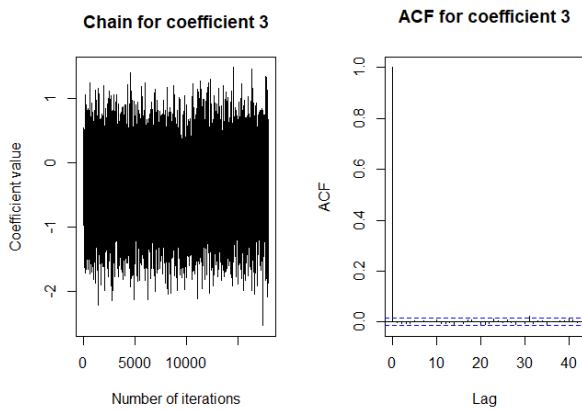 Chain for coefficient 3
Coefficient value
1
0
-1
-2
0 5000 10000
Number of iterations
ACF for coefficient 3
ACF
1.0
0.8
0.6
0.4
0.2
0.0
0 10 20 30 40
Lag